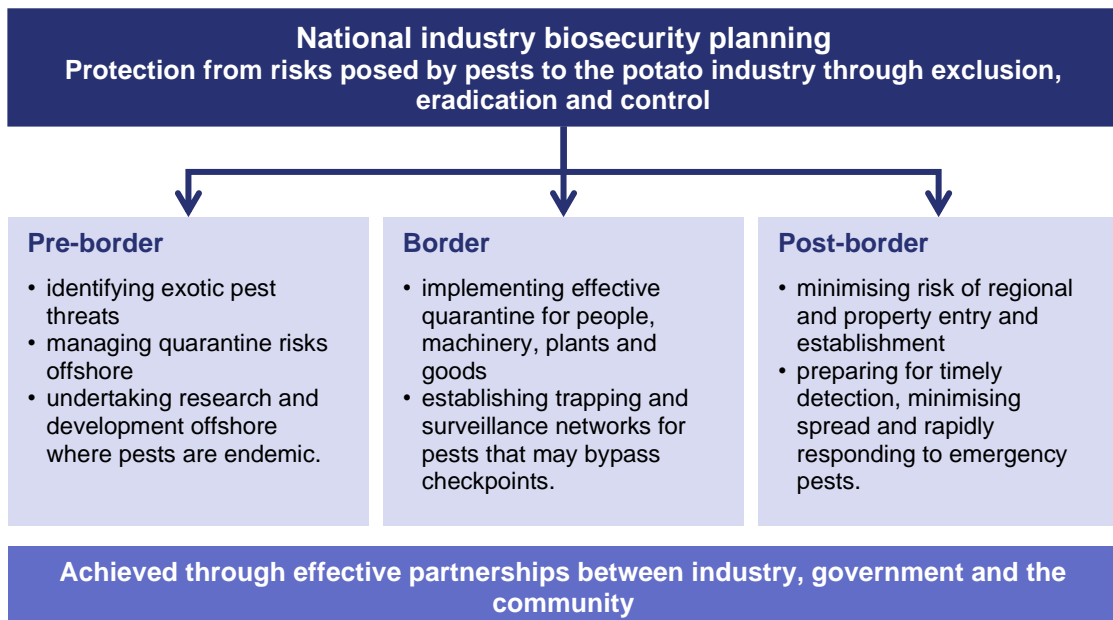 National industry biosecurity planning
Protection from risks posed by pests to the potato industry through exclusion,
eradication and control
Pre-border
• identifying exotic pest
threats
• managing quarantine risks
offshore
• undertaking research and
development offshore
where pests are endemic.
Border
• implementing effective
quarantine for people,
machinery, plants and
goods
• establishing trapping and
surveillance networks for
pests that may bypass
checkpoints.
Post-border
• minimising risk of regional
and property entry and
establishment
• preparing for timely
detection, minimising
spread and rapidly
responding to emergency
pests.
Achieved through effective partnerships between industry, government and the
community